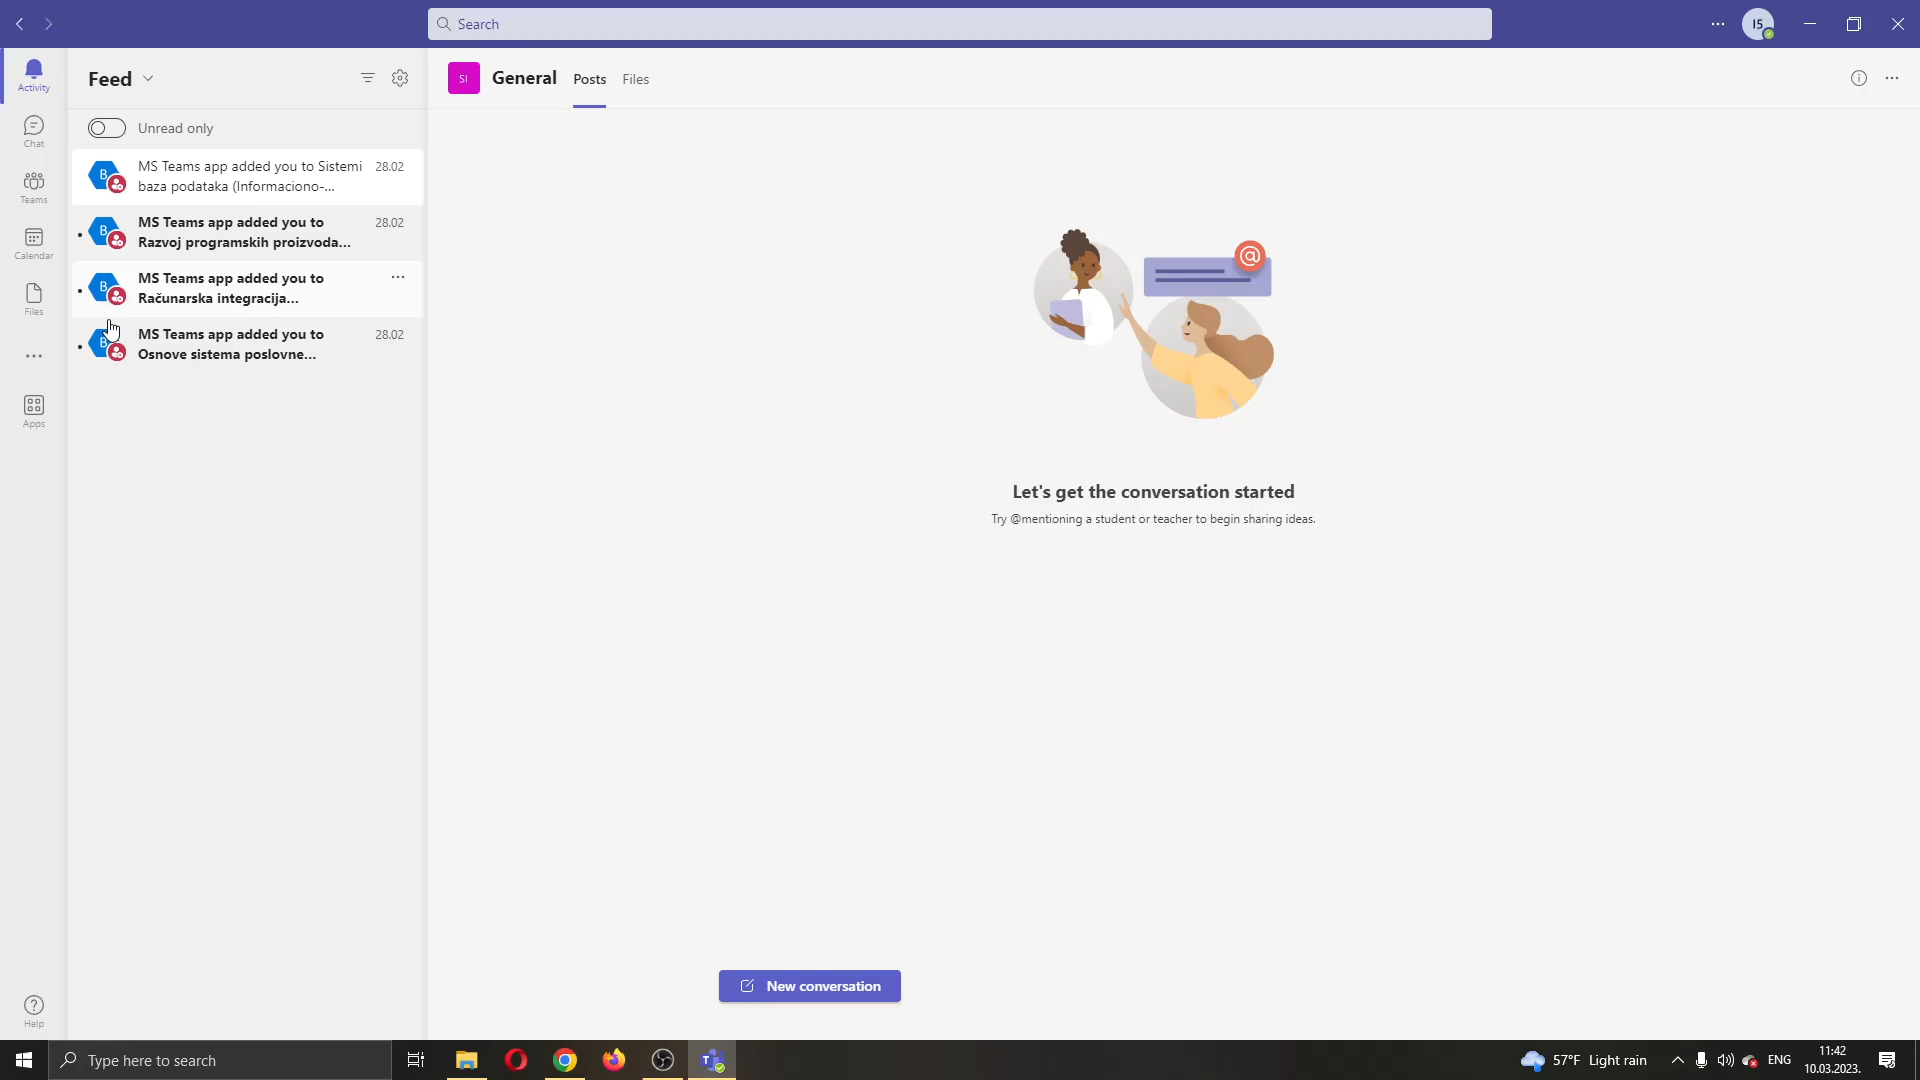 Search
I5
Activity
Chat
Teams
Calendar
Files
Apps
Help
Feed
Unread only
B
MS Teams app added you to Sistemi
baza podataka (Informaciono-...
28.02
B
MS Teams app added you to
Razvoj programskih proizvoda...
28.02
B
MS Teams app added you to
Računarska integracija...
B
MS Teams app added you to
Osnove sistema poslovne...
28.02
SI
General
Posts
Files
@
Let's get the conversation started
Try @mentioning a student or teacher to begin sharing ideas.
New conversation
Type here to search
T
57°F Light rain
ENG
11:42
10.03.2023.